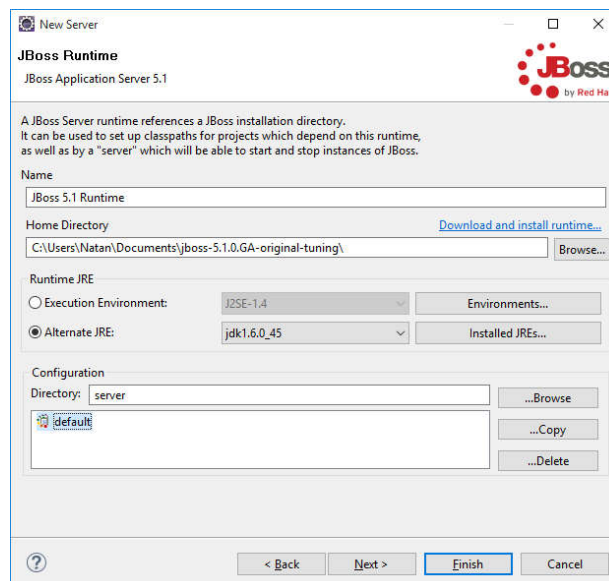 New Server
JBoss Runtime
JBoss Application Server 5.1
JBoss
by Red Ha
A JBoss Server runtime references a JBoss installation directory.
It can be used to set up classpaths for projects which depend on this runtime,
as well as by a "server" which will be able to start and stop instances of JBoss.
Name
JBoss 5.1 Runtime
Home Directory
Download and install runtime...
C:\Users\Natan\Documents\jboss-5.1.0.GA-original-tuning\
Browse...
Runtime JRE
Execution Environment:
J2SE-1.4
Environments...
Alternate JRE:
jdk1.6.0_45
Installed JREs...
Configuration
Directory:
server
...Browse
default
...Copy
...Delete
?
< Back
Next >
Finish
Cancel